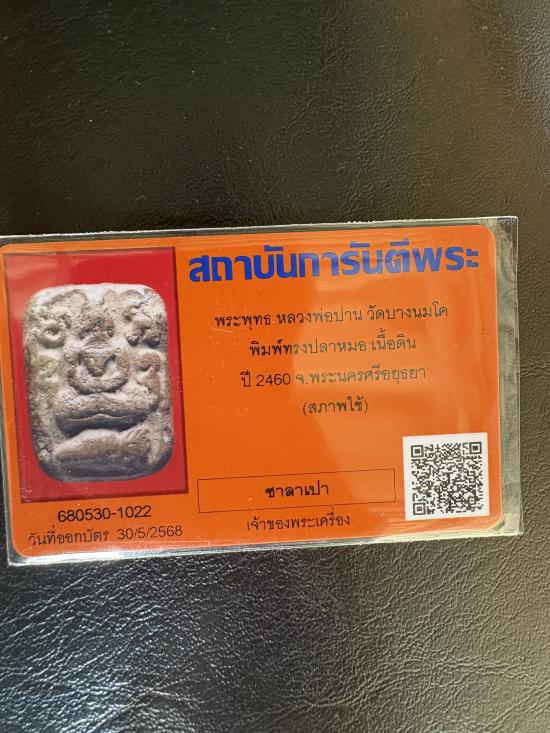 สถาบันการันตีพระ
พระพุทธ หลวงพ่อปาน วัดบางนมโค
พิมพ์ทรงปลาหมอ เนื้อดิน
ปี 2460 จ.พระนครศรีอยุธยา
(สภาพใช้)
ซาลาเปา
เจ้าของพระเครื่อง
680530-1022
วันที่ออกบัตร 30/5/2568